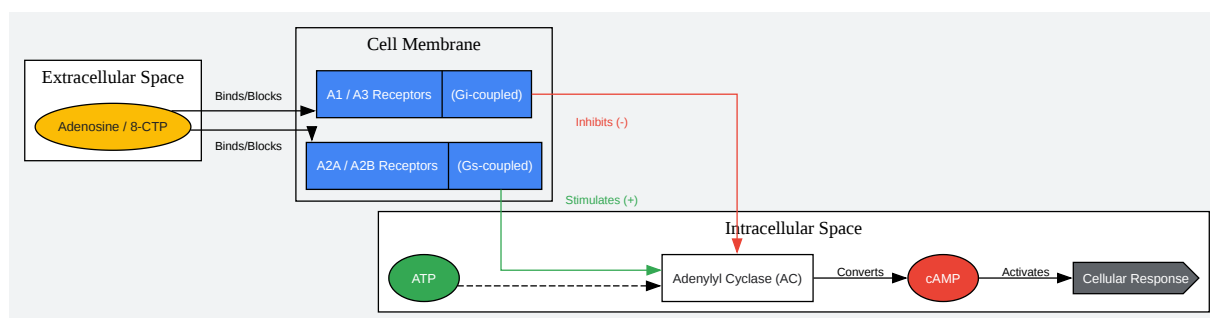 Cell Membrane
Extracellular Space
A1 / A3 Receptors
(Gi-coupled)
Binds/Blocks
Adenosine / 8-CTP
Inhibits (-)
Binds/Blocks
A2A / A2B Receptors
(Gs-coupled)
Stimulates (+)
Intracellular Space
ATP
Adenylyl Cyclase (AC)
Converts
cAMP
Activates
Cellular Response